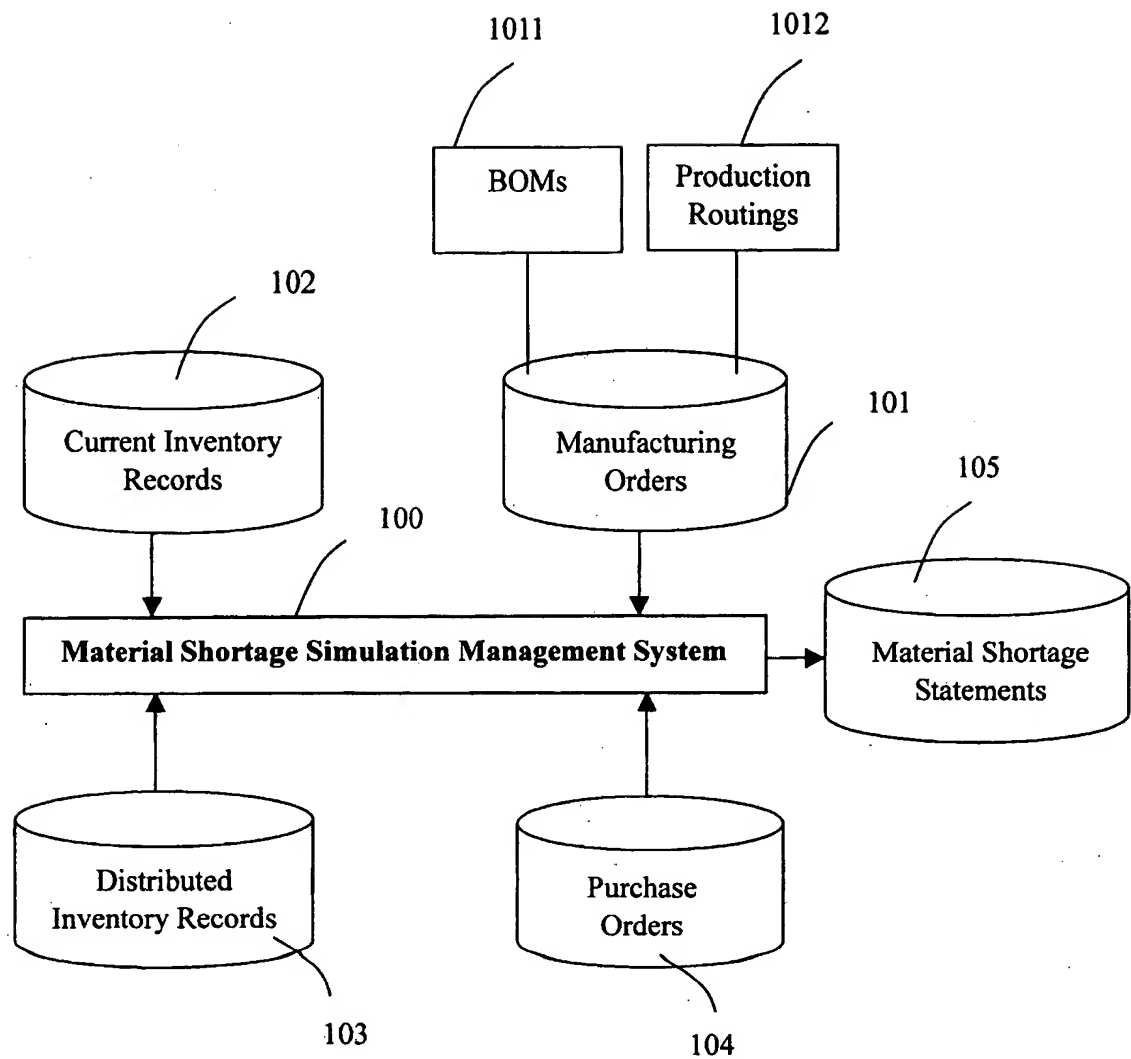 1011
1012
BOMs
Production
Routings
102
Current Inventory
Records
Manufacturing
Orders
101
105
100
Material Shortage Simulation Management System
Material Shortage
Statements
Distributed
Inventory Records
Purchase
Orders
103
104